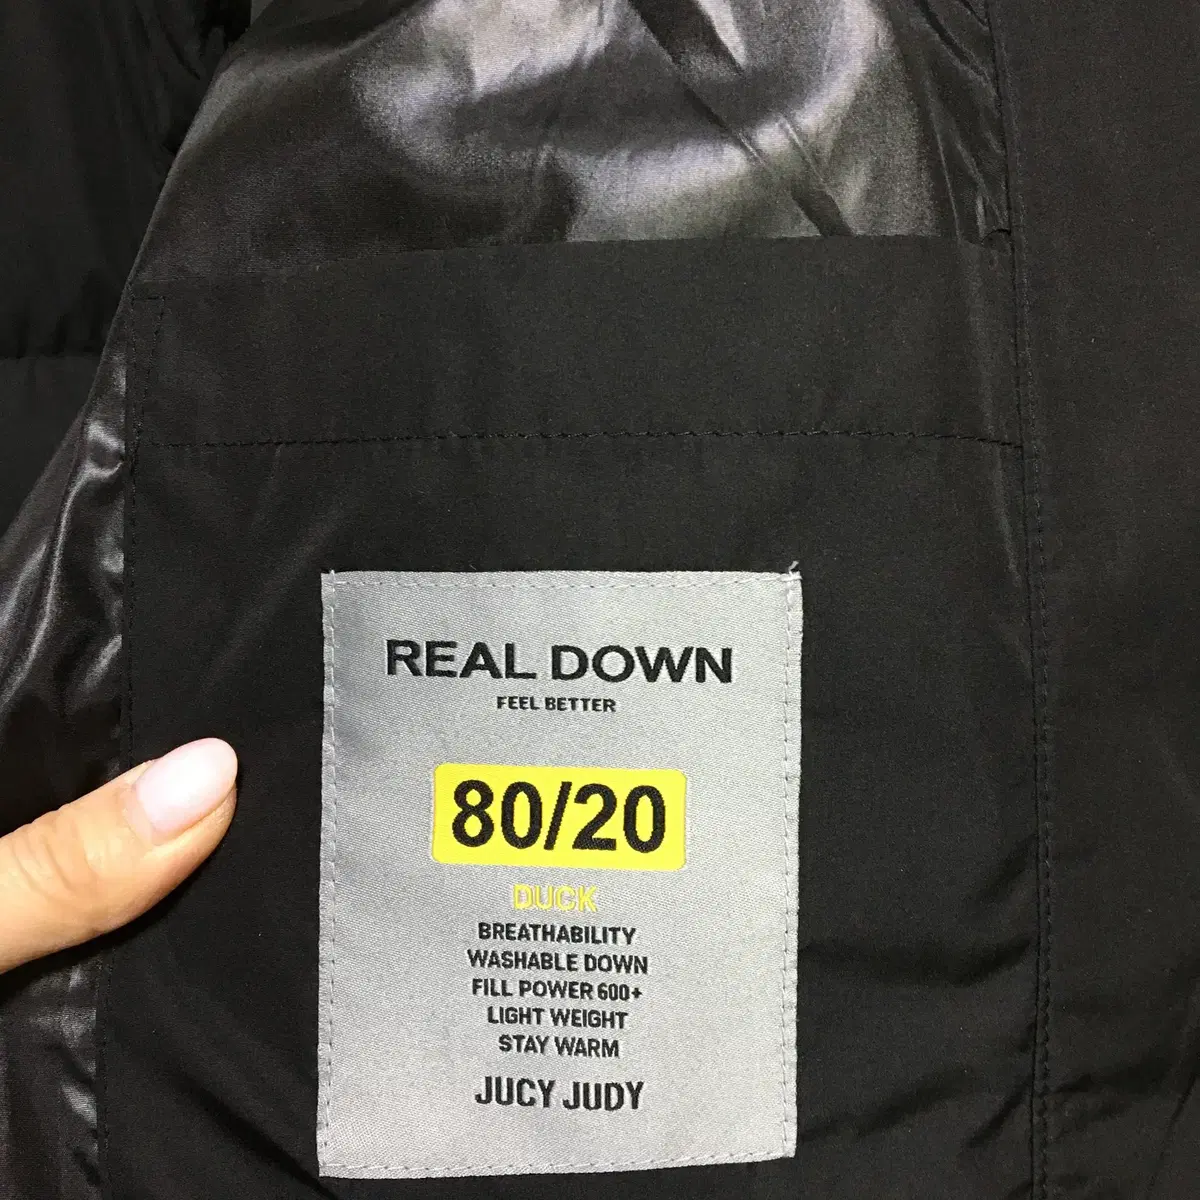 REAL DOWN
FEEL BETTER
80/20
DUCK
BREATHABILITY
WASHABLE DOWN
FILL POWER 600+
LIGHT WEIGHT
STAY WARM
JUCY JUDY